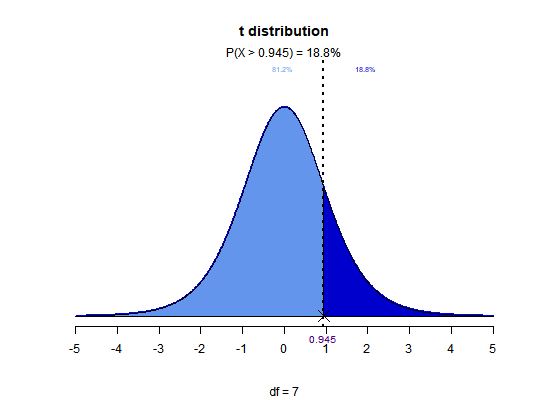 t distribution
P(X > 0.945) = 18.8%
81.2% 18.8%
0.945
-5 -4 -3 -2 -1 0 1 2 3 4 5
df = 7